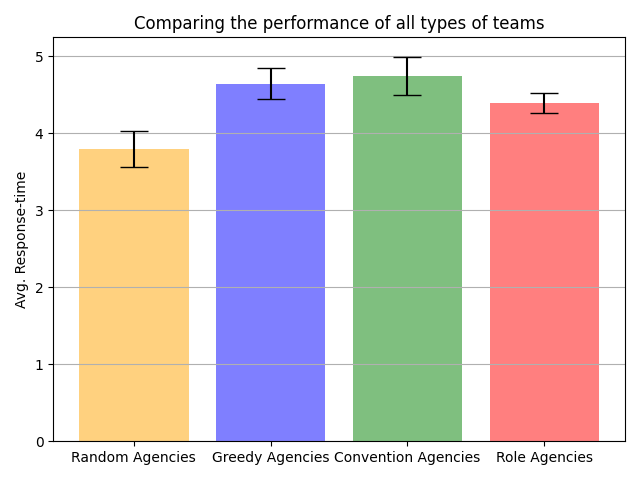 Comparing the performance of all types of teams
Avg. Response-time
5
4
3
2
1
0
Random Agencies
Greedy Agencies
Convention Agencies
Role Agencies